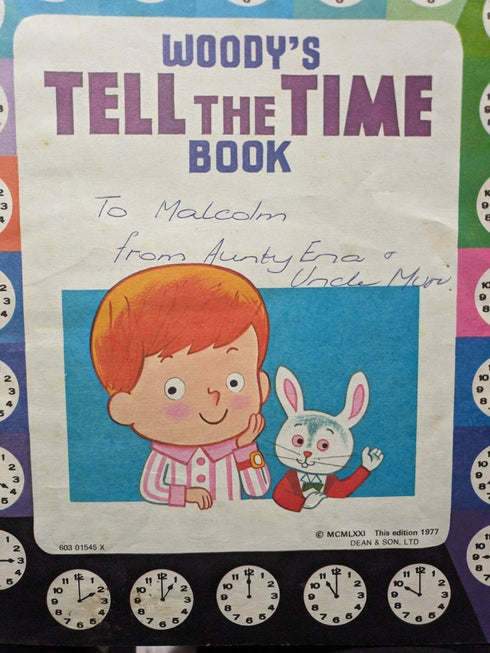 WOODY'S
TELL THE TIME
BOOK
To Malcolm
from Aunty Ena &
Uncle
© MCMLXXI This edition 1977
DEAN & SON, LTD
603 01545 X